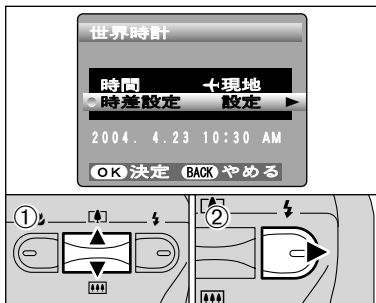 世界時計
時間 現地
時差設定 設定
2004. 4.23 10:30 AM
OK 決定 BACK やめる
① ②